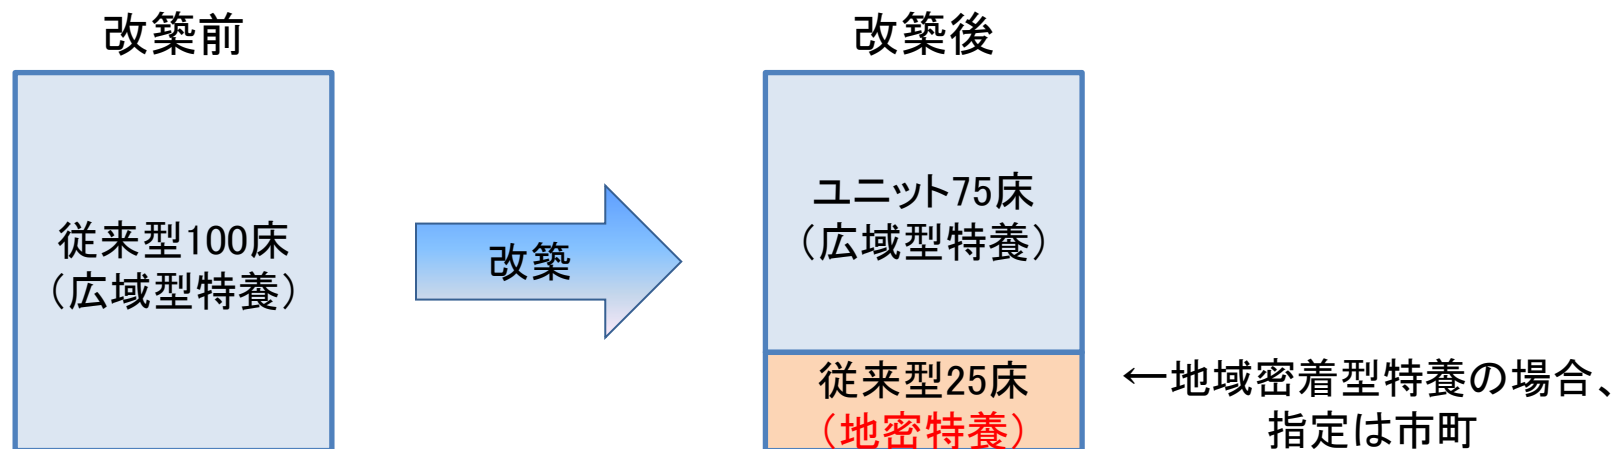 改築前
従来型100床
（広域型特養）
改築
改築後
ユニット75床
（広域型特養）
従来型25床
（地密特養）
←地域密着型特養の場合、
指定は市町